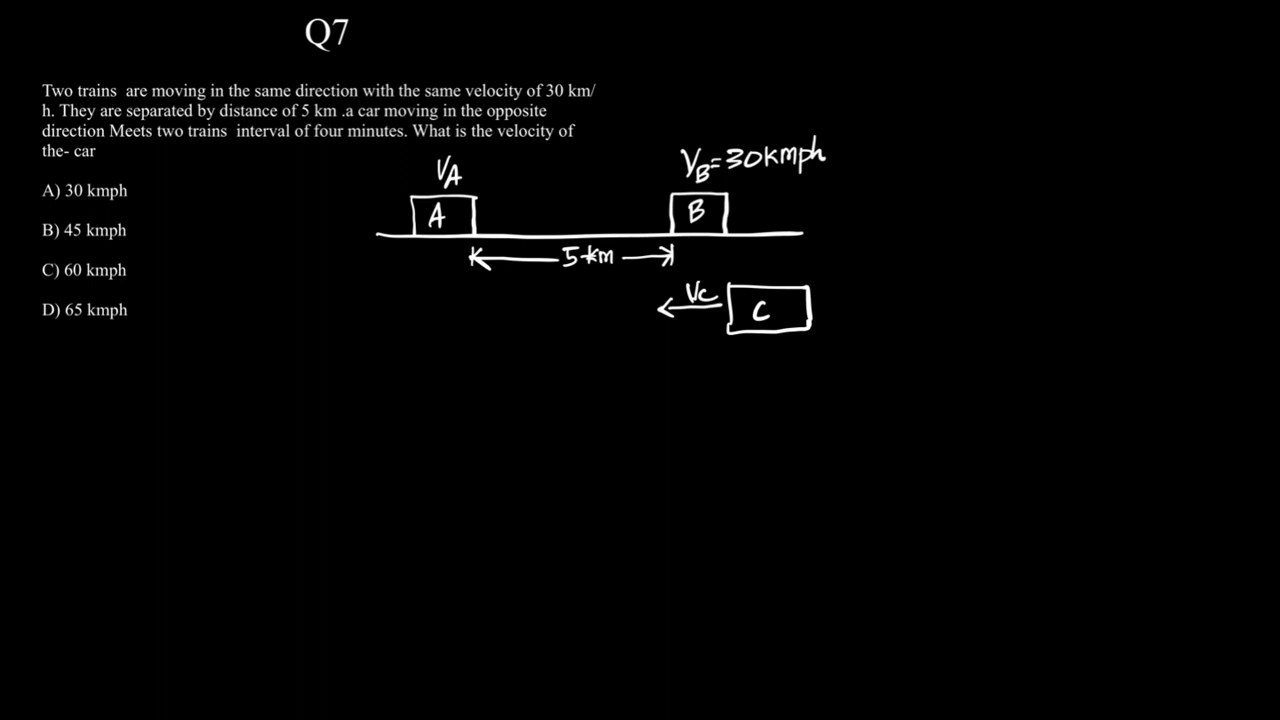 Q7
Two trains  are moving in the same direction with the same velocity of 30 km/
h. They are separated by distance of 5 km .a car moving in the opposite
direction Meets two trains  interval of four minutes. What is the velocity of
the- car
A) 30 kmph
B) 45 kmph
C) 60 kmph
D) 65 kmph
VA
VB=30kmph
A
B
5km
Vc
C